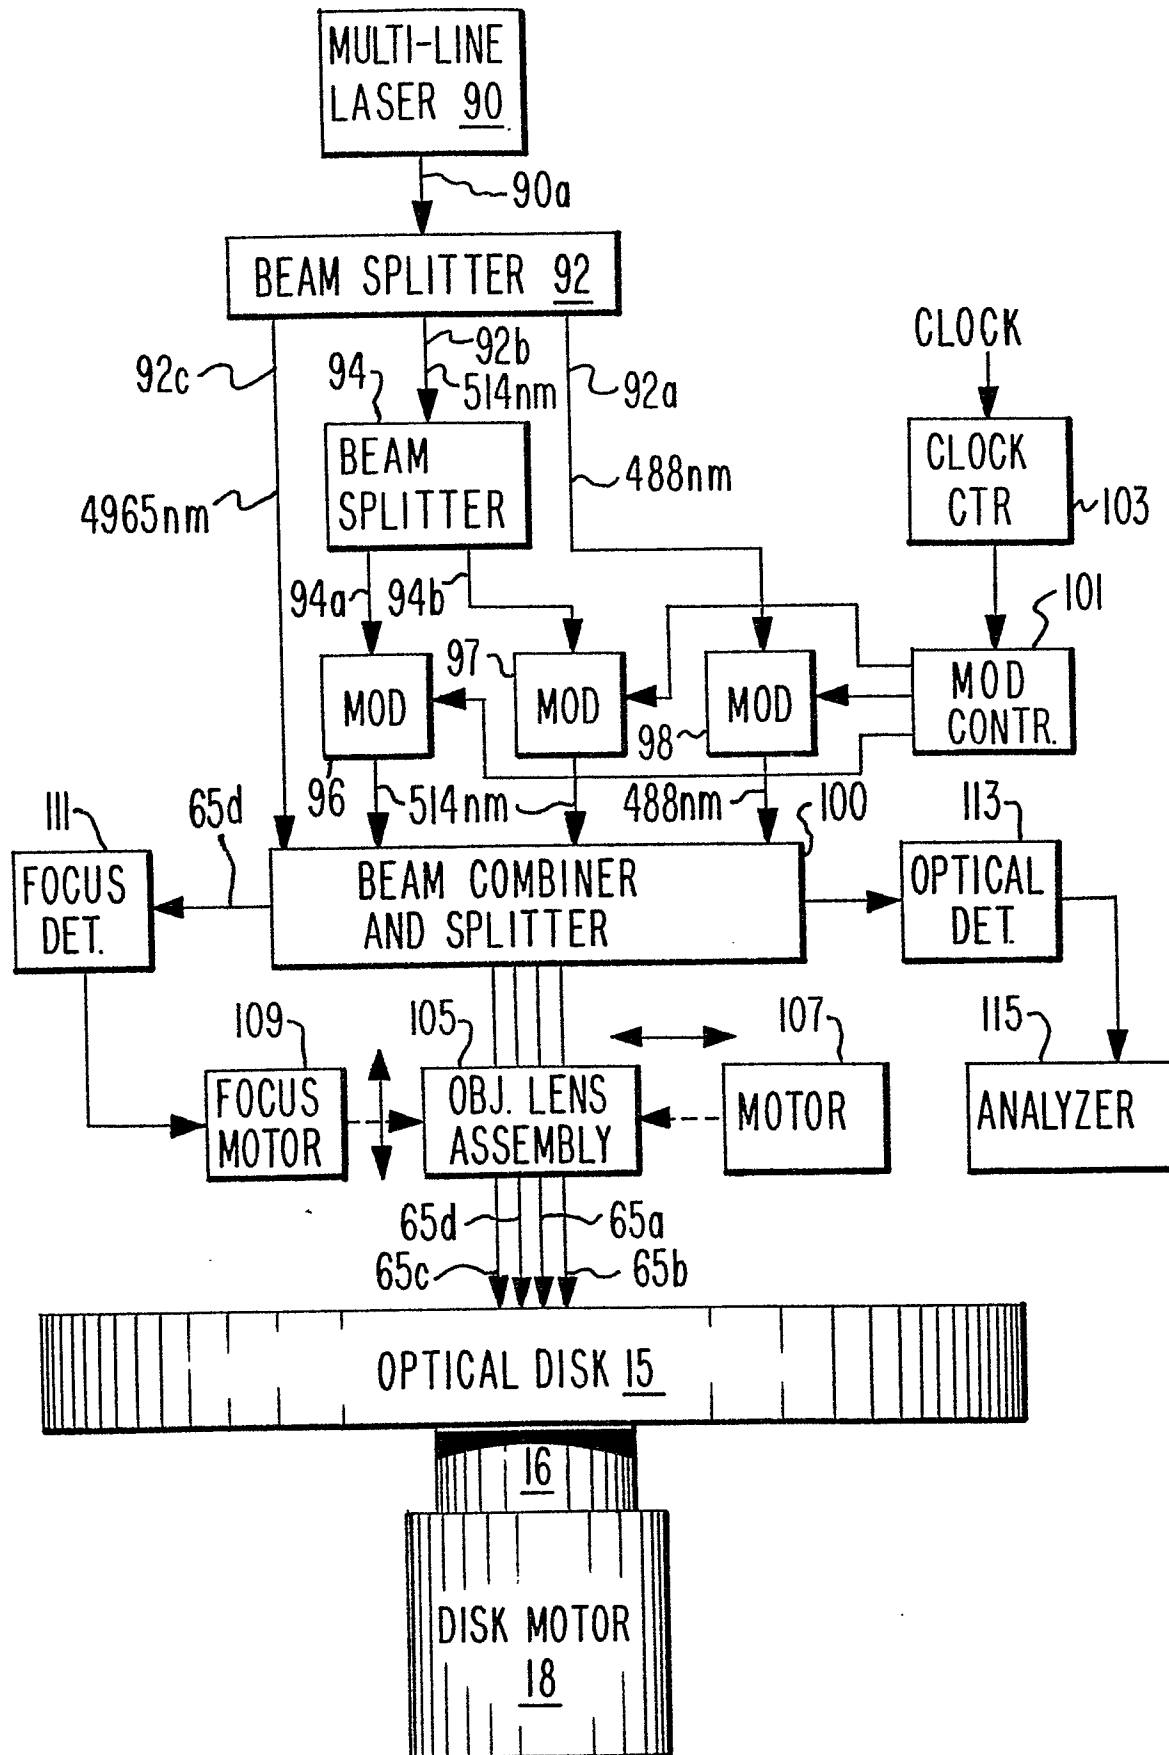 MULTI-LINE
LASER 90
90a
BEAM SPLITTER 92
92c
94
92b
514nm
92a
CLOCK
BEAM
SPLITTER
488nm
CLOCK
CTR
103
4965nm
94a
94b
101
97
MOD
MOD
MOD
MOD
CONTR.
98
96
514nm
488nm
100
111
65d
113
FOCUS
DET.
BEAM COMBINER
AND SPLITTER
OPTICAL
DET.
109
105
107
115
FOCUS
MOTOR
OBJ. LENS
ASSEMBLY
MOTOR
ANALYZER
65d
65a
65c
65b
OPTICAL DISK 15
16
DISK MOTOR
18